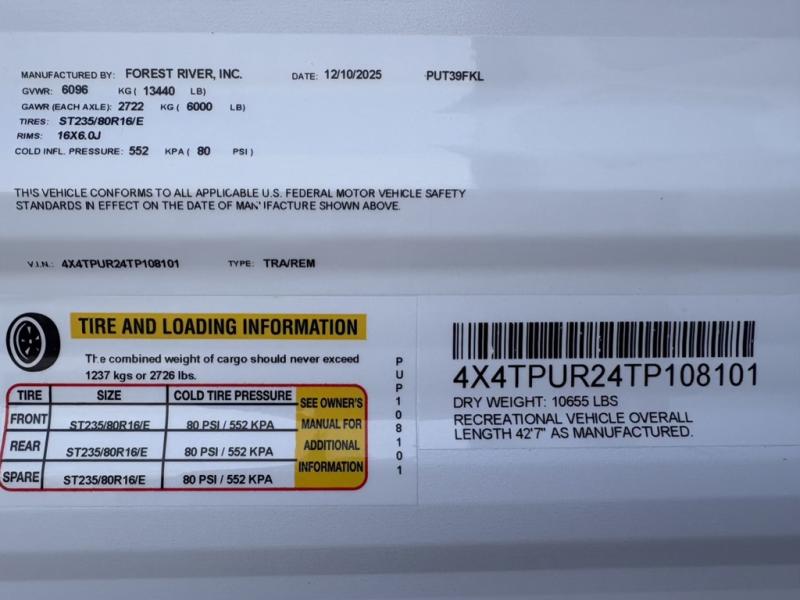 MANUFACTURED BY: FOREST RIVER, INC. DATE: 12/10/2025 PUT39FKL
GVWR: 6096 KG ( 13440 LB)
GAWR (EACH AXLE): 2722 KG ( 6000 LB)
TIRES: ST235/80R16/E
RIMS: 16X6.0J
COLD INFL. PRESSURE: 552 KPA ( 80 PSI )
THIS VEHICLE CONFORMS TO ALL APPLICABLE U.S. FEDERAL MOTOR VEHICLE SAFETY
STANDARDS IN EFFECT ON THE DATE OF MANUFACTURE SHOWN ABOVE.
V.I.N.: 4X4TPUR24TP108101 TYPE: TRA/REM
TIRE AND LOADING INFORMATION
The combined weight of cargo should never exceed
1237 kgs or 2726 lbs.
TIRE SIZE COLD TIRE PRESSURE
FRONT ST235/80R16/E 80 PSI / 552 KPA
REAR ST235/80R16/E 80 PSI / 552 KPA
SPARE ST235/80R16/E 80 PSI / 552 KPA
SEE OWNER'S
MANUAL FOR
ADDITIONAL
INFORMATION
PUP108101
4X4TPUR24TP108101
DRY WEIGHT: 10655 LBS
RECREATIONAL VEHICLE OVERALL
LENGTH 42'7" AS MANUFACTURED.